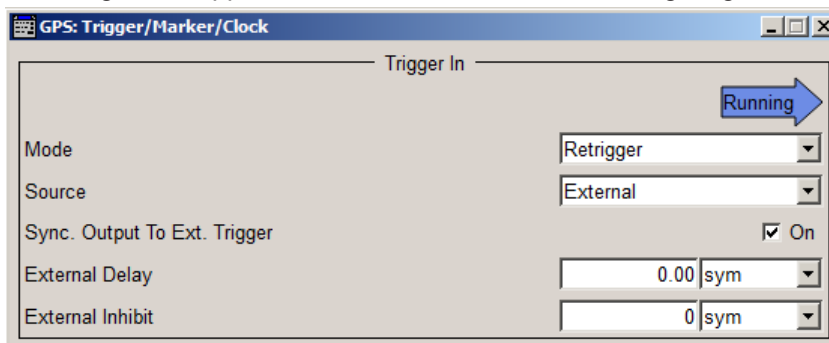 GPS: Trigger/Marker/Clock
Trigger In
Running
Mode Retrigger
Source External
Sync. Output To Ext. Trigger On
External Delay 0.00 sym
External Inhibit 0 sym